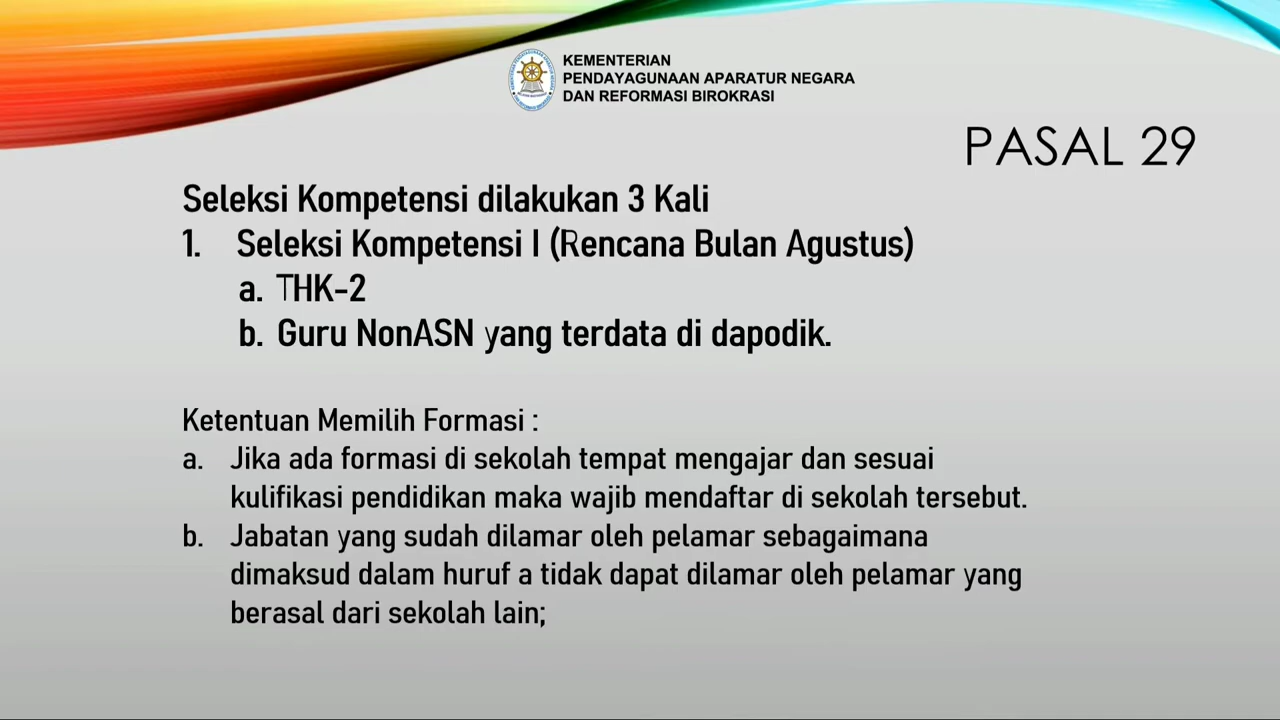 KEMENTERIAN
PENDAYAGUNAAN APARATUR NEGARA
DAN REFORMASI BIROKRASI
PASAL 29
Seleksi Kompetensi dilakukan 3 Kali
1. Seleksi Kompetensi I (Rencana Bulan Agustus)
a. THK-2
b. Guru NonASN yang terdata di dapodik.
Ketentuan Memilih Formasi :
a. Jika ada formasi di sekolah tempat mengajar dan sesuai
kulifikasi pendidikan maka wajib mendaftar di sekolah tersebut.
b. Jabatan yang sudah dilamar oleh pelamar sebagaimana
dimaksud dalam huruf a tidak dapat dilamar oleh pelamar yang
berasal dari sekolah lain;